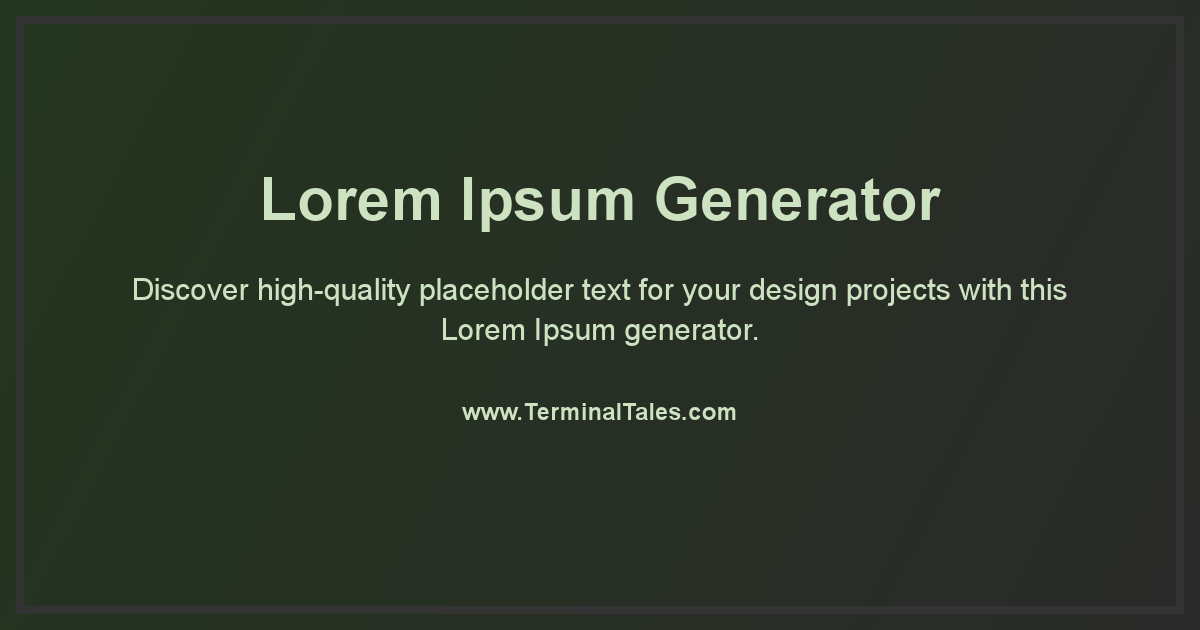 Lorem Ipsum Generator
Discover high-quality placeholder text for your design projects with this
Lorem Ipsum generator.
www.TerminalTales.com